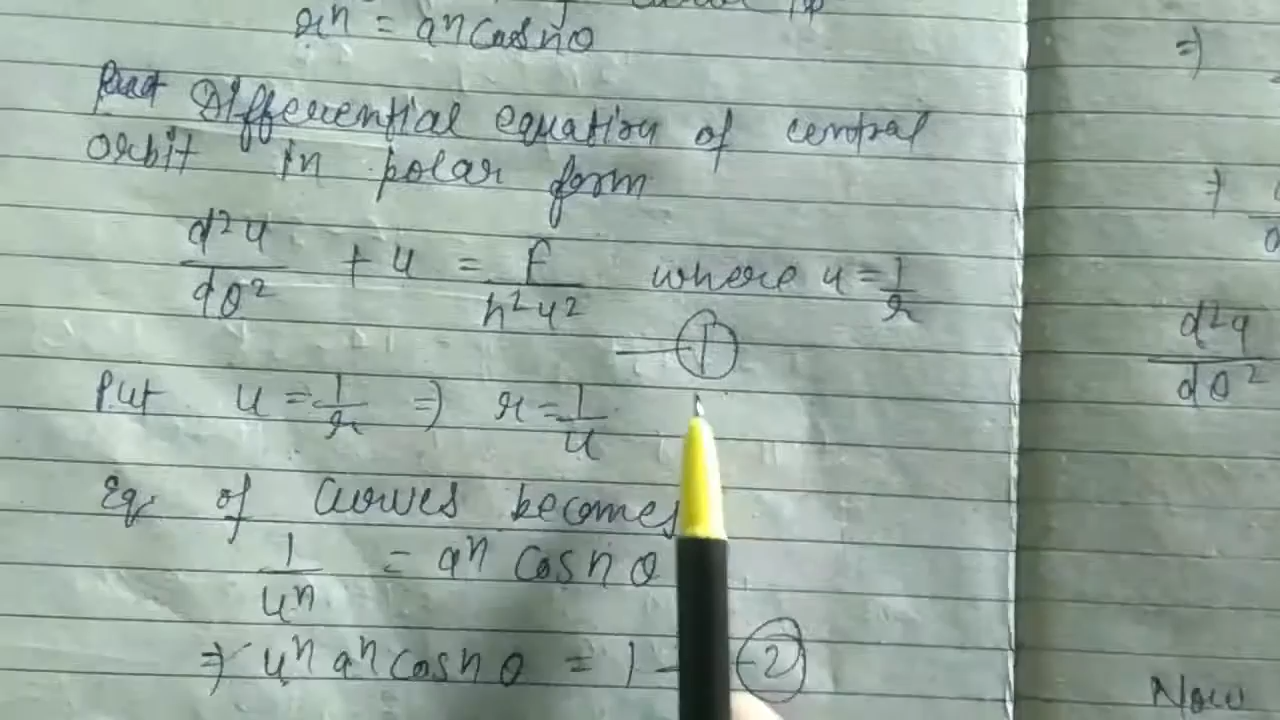 rⁿ = aⁿ cos nθ
Differential equation of central
orbit in polar form
d²u/dθ² + u = F/h²u² where u = 1/r
— ①
Put u = 1/r ⇒ r = 1/u
Eq. of curves becomes
1/uⁿ = aⁿ cos nθ
⇒ uⁿ aⁿ cos nθ = 1 - ②
⇒
⇒
d²u/dθ²
Now